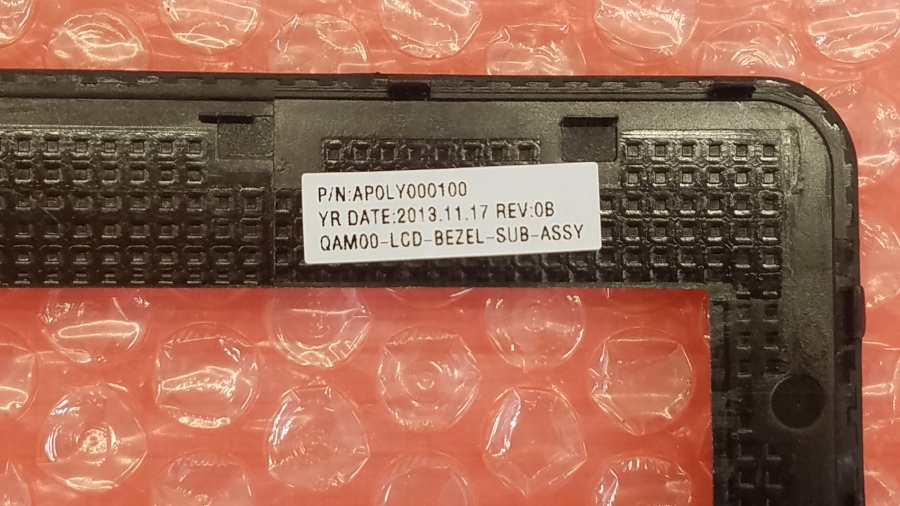 P/N:AP0LY000100
YR DATE:2013.11.17 REV:0B
QAM00-LCD-BEZEL-SUB-ASSY